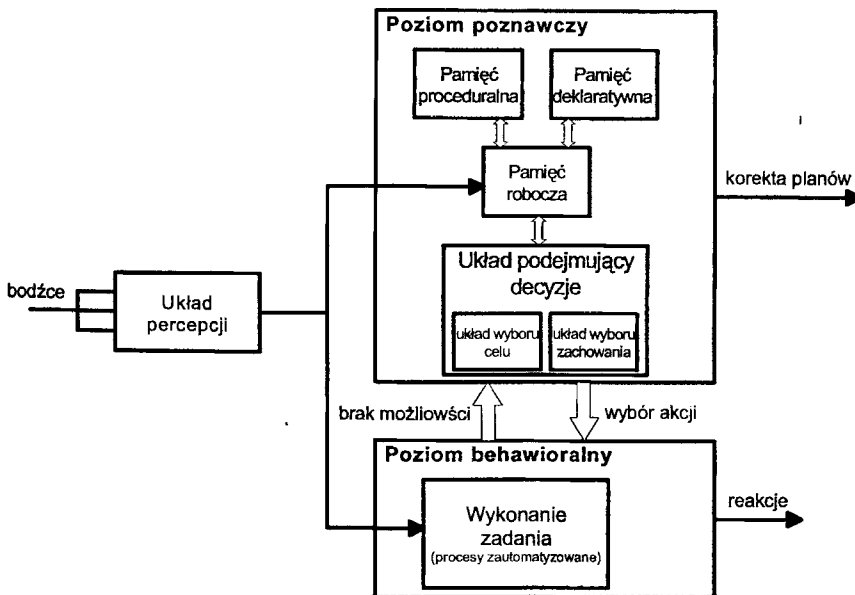 Poziom poznawczy
Pamięć
proceduralna
Pamięć
deklaratywna
Pamięć
robocza
korekta planów
Układ podejmujący
decyzje
układ wyboru
celu
układ wyboru
zachowania
bodźce
Układ
percepcji
brak możliowści
wybór akcji
Poziom behawioralny
Wykonanie
zadania
(procesy zautomatyzowane)
reakcje